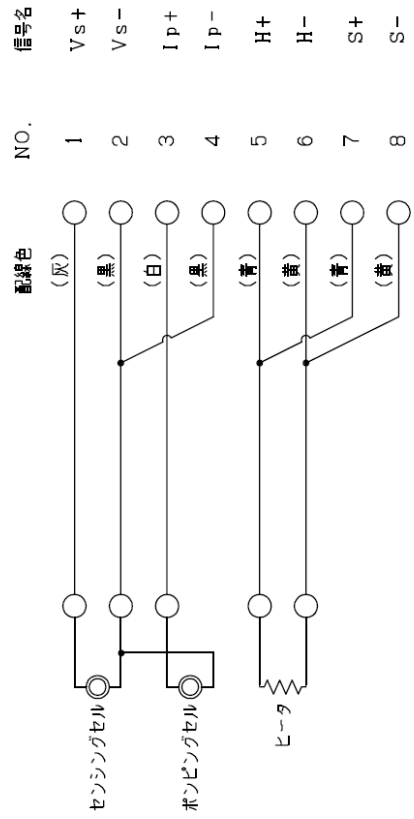 信号名 Vs+ Vs- Ip+ Ip- H+ H- S+ S-
NO. 1 2 3 4 5 6 7 8
配線色 (灰) (黒) (白) (黒) (青) (黄) (青) (黄)
センシングセル
ポンピングセル
ヒータ